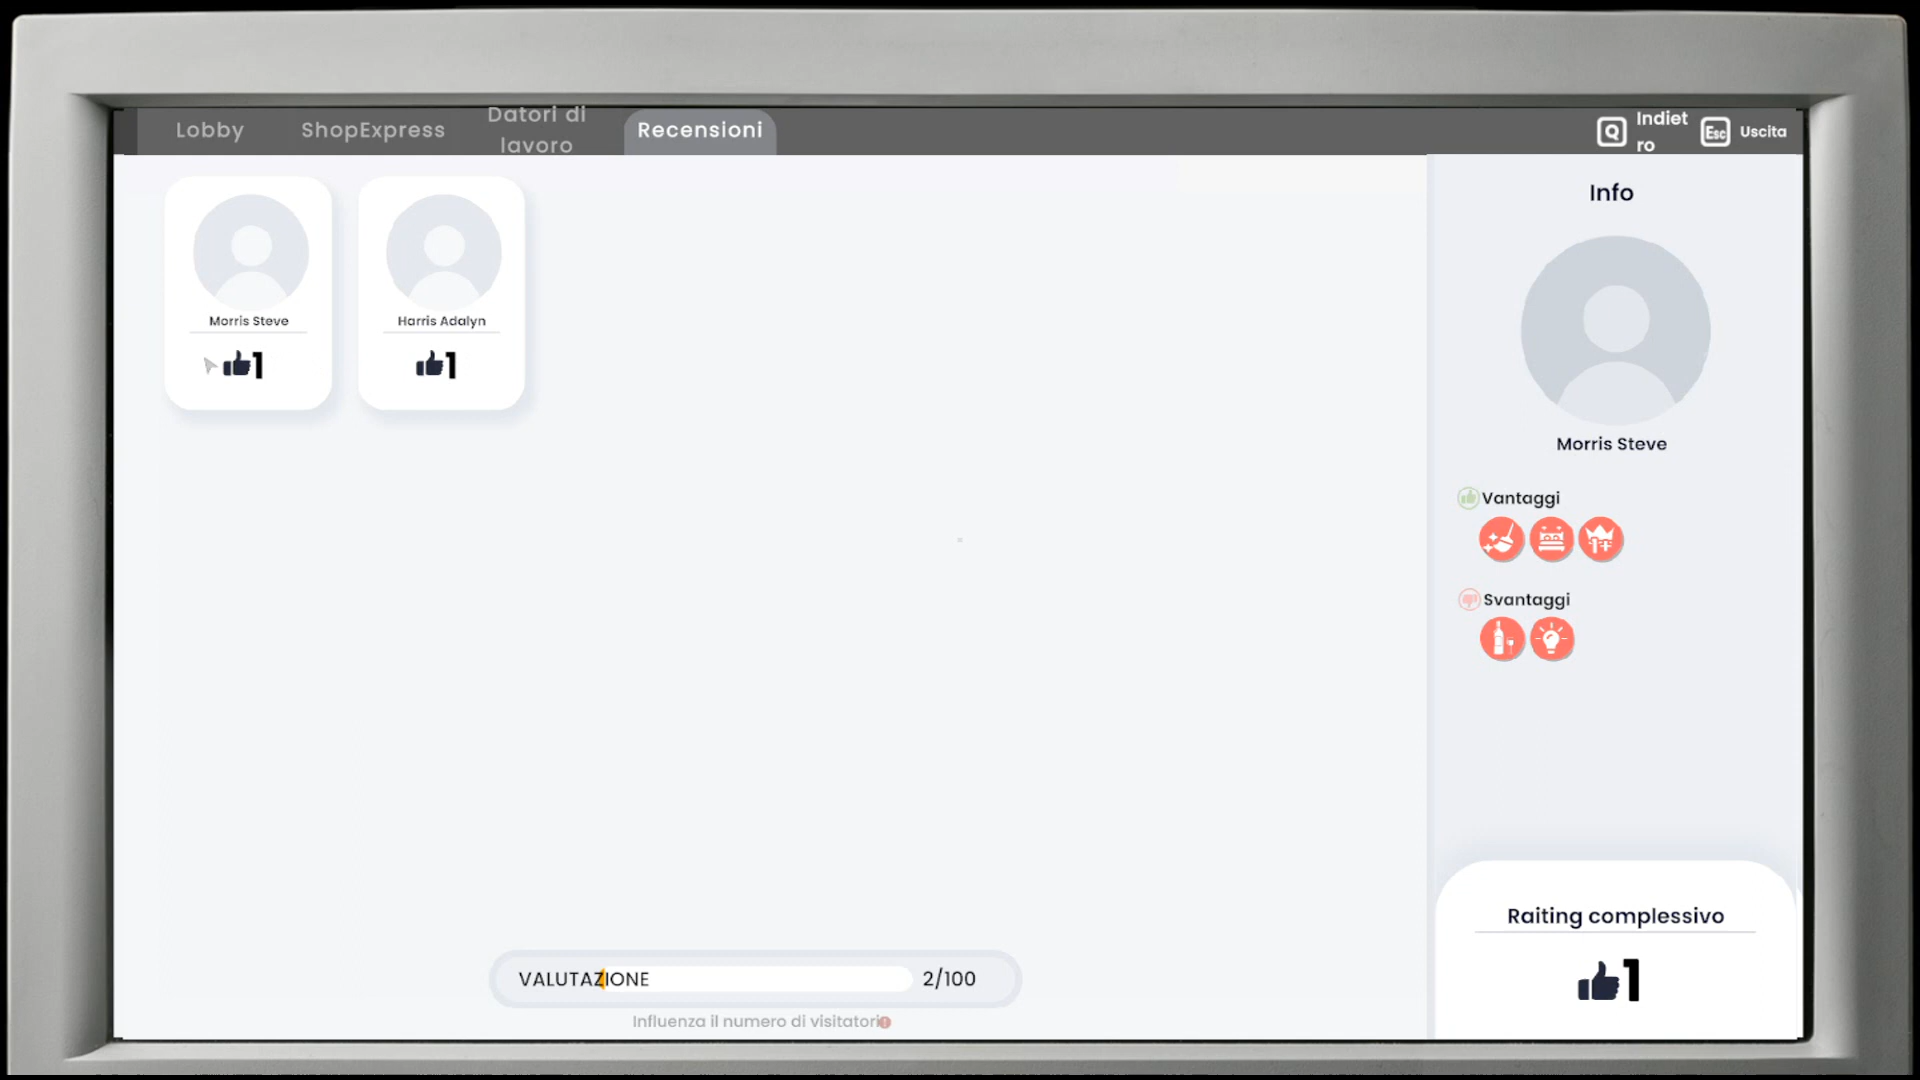 Lobby
ShopExpress
Datori di
lavoro
Recensioni
Q
Indiet
ro
Esc
Uscita
Morris Steve
1
Harris Adalyn
1
Info
Morris Steve
Vantaggi
Svantaggi
Raiting complessivo
1
VALUTAZIONE
2/100
Influenza il numero di visitatori